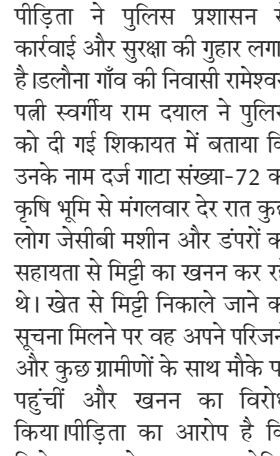 पीड़िता ने पुलिस प्रशासन
कार्रवाई और सुरक्षा की गुहार लगा
है।डलौना गाँव की निवासी रामेश्व
पत्नी स्वर्गीय राम दयाल ने पुलि
को दी गई शिकायत में बताया
उनके नाम दर्ज गाटा संख्या-72
कृषि भूमि से मंगलवार देर रात कु
लोग जेसीबी मशीन और डंपरों
सहायता से मिट्टी का खनन कर
थे। खेत से मिट्टी निकाले जाने
सूचना मिलने पर वह अपने परिजन
और कुछ ग्रामीणों के साथ मौके प
पहुंचीं और खनन का विरो
किया।पीड़िता का आरोप है